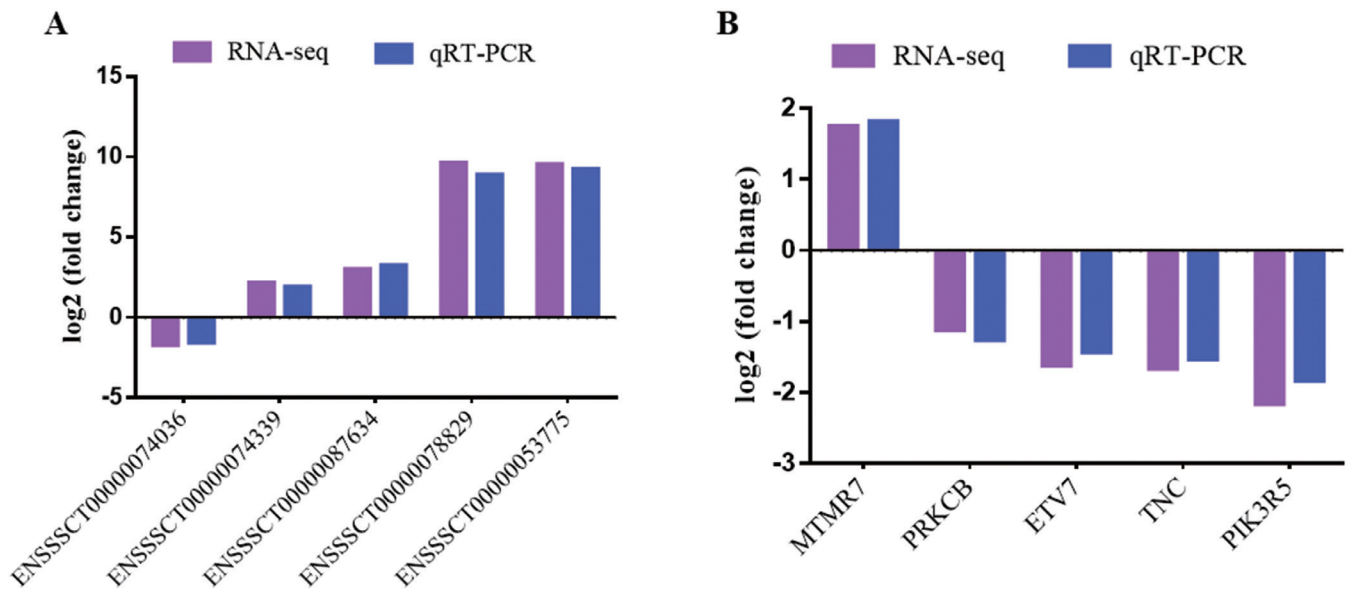 A
RNA-seq qRT-PCR
log2 (fold change)
15
10
5
0
-5
ENSSSCT00000074036
ENSSSCT00000074339
ENSSSCT00000087634
ENSSSCT00000078829
ENSSSCT00000053775
B
RNA-seq qRT-PCR
log2 (fold change)
2
1
0
-1
-2
-3
MTMR7
PRKCB
ETV7
TNC
PIK3R5